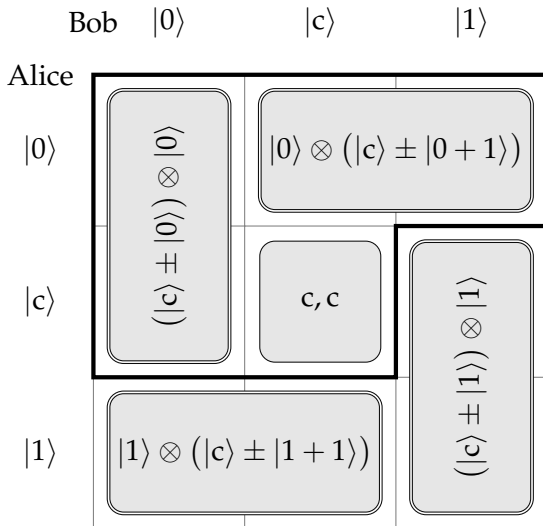 Bob |0⟩ |c⟩ |1⟩
Alice
|0⟩
|0⟩ ⊗ (|c⟩ ± |0 + 1⟩)
(|c⟩ ± |0⟩) ⊗ |0⟩
|c⟩
c, c
(|c⟩ ± |1⟩) ⊗ |1⟩
|1⟩
|1⟩ ⊗ (|c⟩ ± |1 + 1⟩)